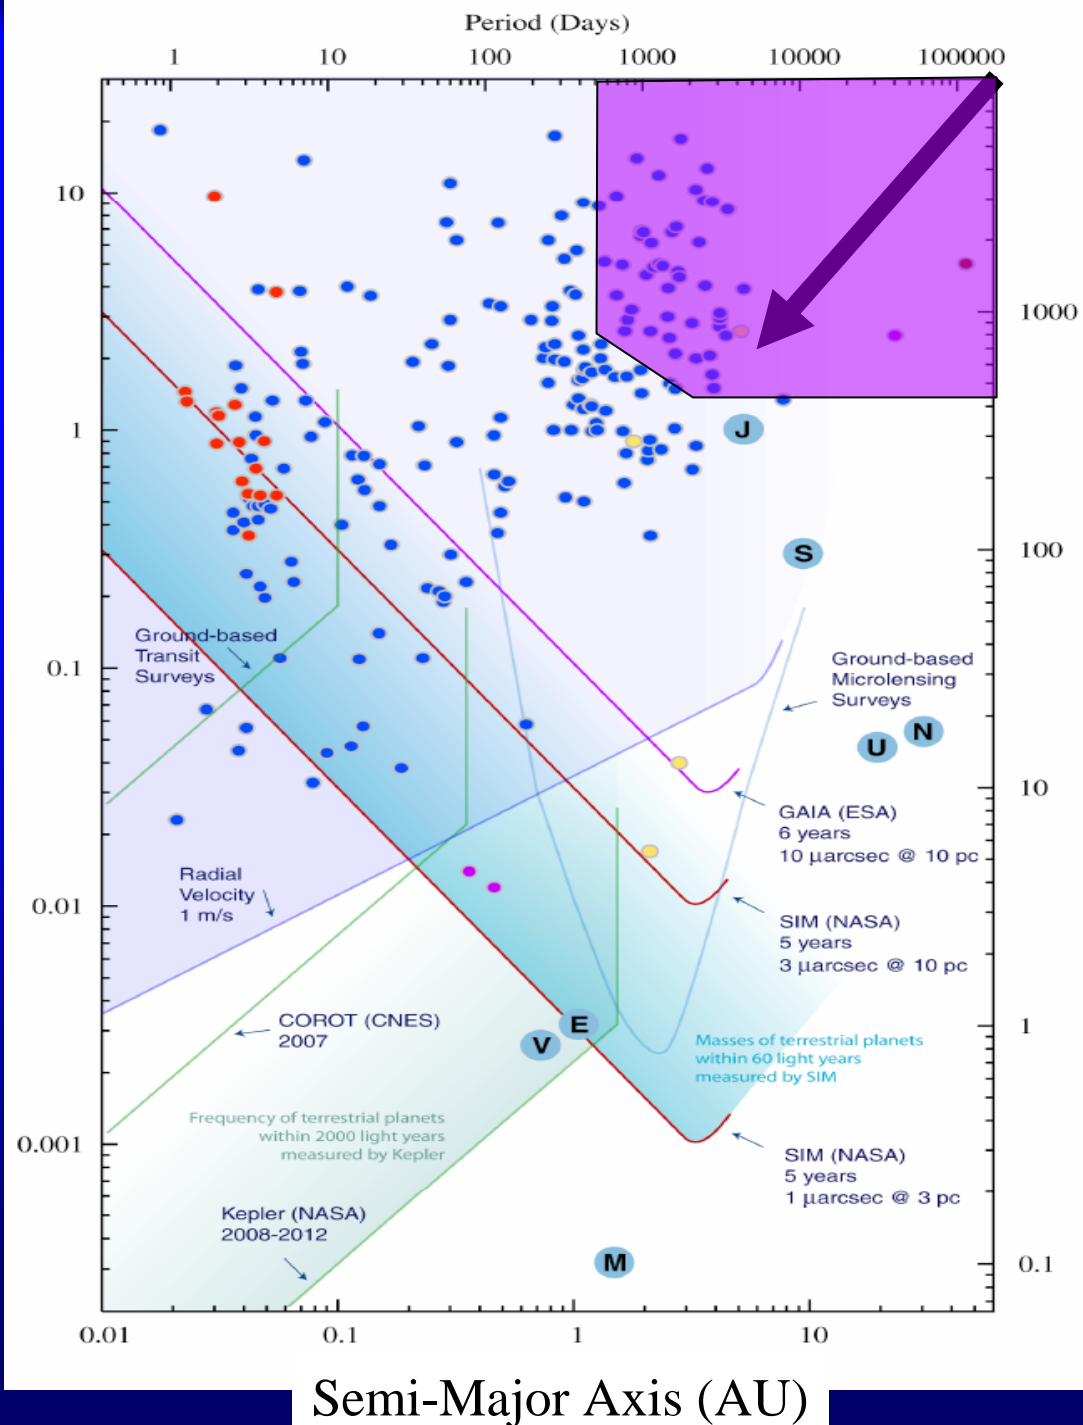 Period (Days)
1 10 100 1000 100000 1000000
10
1
0.1
0.01
0.001
1000
100
10
1
0.1
J
S
N
U
E
V
M
Ground-based
Transit
Surveys
Ground-based
Microlensing
Surveys
Radial
Velocity
1 m/s
GAIA (ESA)
6 years
10 µarcsec @ 10 pc
SIM (NASA)
5 years
3 µarcsec @ 10 pc
COROT (CNES)
2007
Masses of terrestrial planets
within 60 light years
measured by SIM
Frequency of terrestrial planets
within 2000 light years
measured by Kepler
SIM (NASA)
5 years
1 µarcsec @ 3 pc
Kepler (NASA)
2008-2012
0.01 0.1 1 10
Semi-Major Axis (AU)